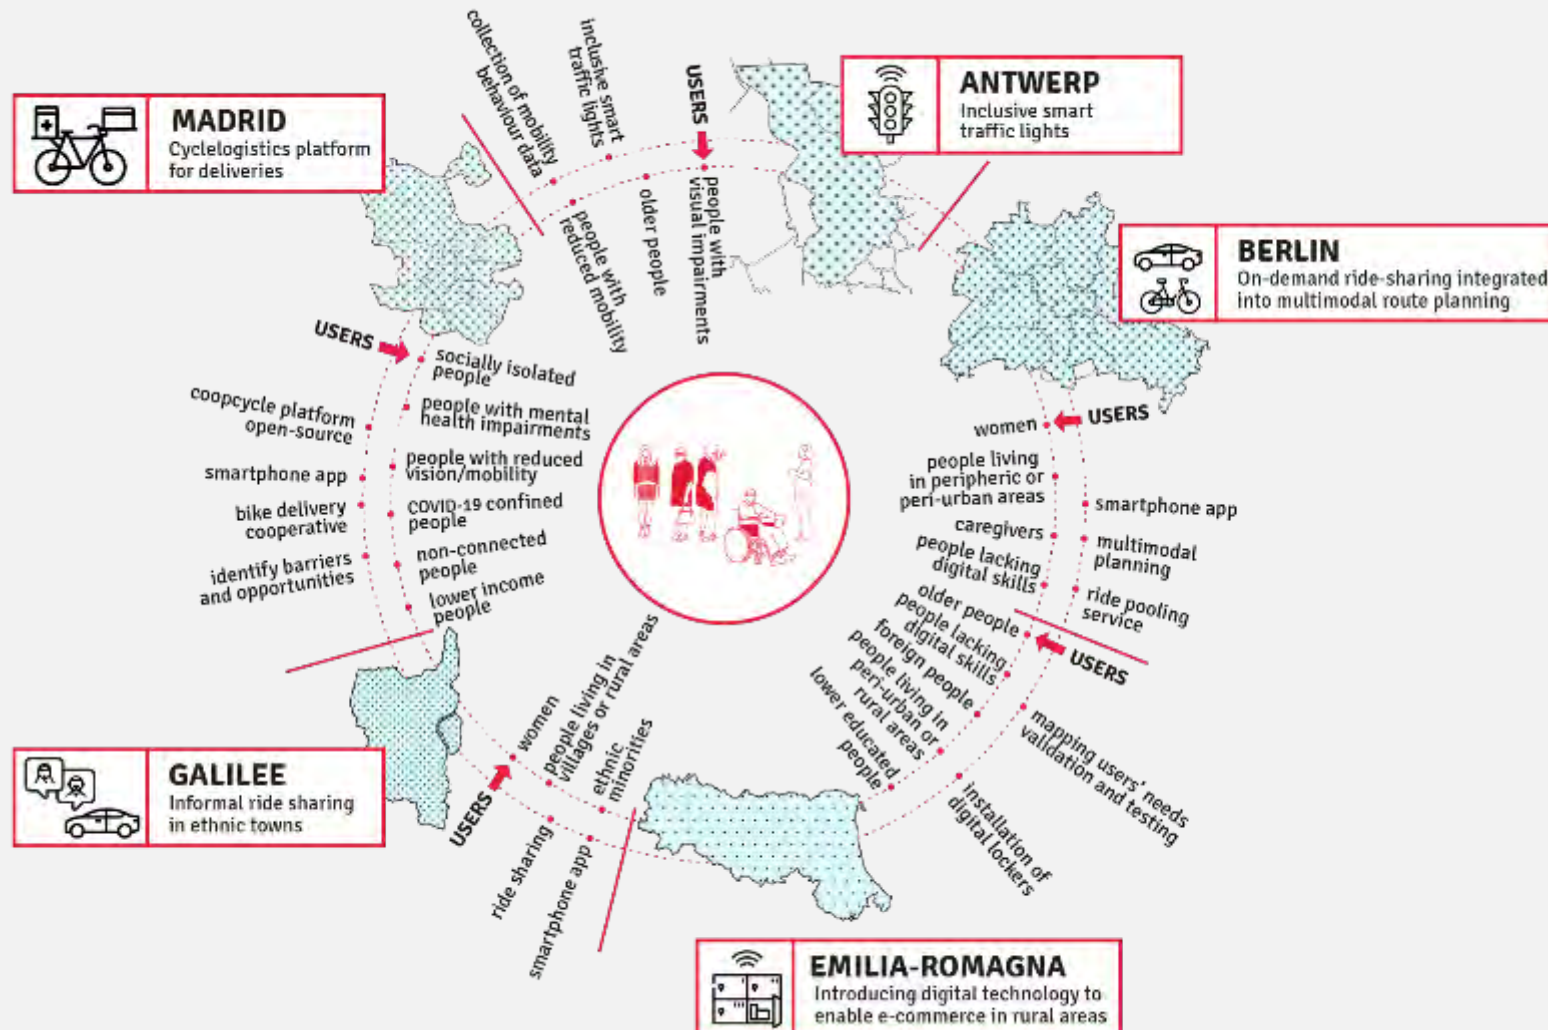 MADRID
Cyclelogistics platform
for deliveries
collection of mobility
behaviour data
inclusive smart
traffic lights
USERS
people with
reduced mobility
older people
people with
visual impairments
ANTWERP
Inclusive smart
traffic lights
BERLIN
On-demand ride-sharing integrated
into multimodal route planning
USERS
women
people living
in peripheric or
peri-urban areas
caregivers
people lacking
digital skills
smartphone app
multimodal
planning
ride pooling
service
USERS
socially isolated
people
people with mental
health impairments
people with reduced
vision/mobility
COVID-19 confined
people
non-connected
people
lower income
people
coopcycle platform
open-source
smartphone app
bike delivery
cooperative
identify barriers
and opportunities
USERS
older people
people lacking
digital skills
foreign people
people living in
peri-urban or
rural areas
lower educated
people
mapping users' needs
validation and testing
installation of
digital lockers
GALILEE
Informal ride sharing
in ethnic towns
USERS
women
people living in
villages or rural areas
ethnic
minorities
ride sharing
smartphone app
EMILIA-ROMAGNA
Introducing digital technology to
enable e-commerce in rural areas